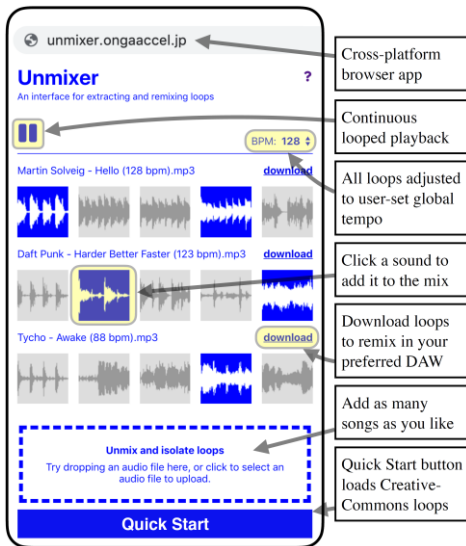 unmixer.ongaaccel.jp
Unmixer
?
An interface for extracting and remixing loops
BPM: 128
Martin Solveig - Hello (128 bpm).mp3
download
Daft Punk - Harder Better Faster (123 bpm).mp3
download
Tycho - Awake (88 bpm).mp3
download
Unmix and isolate loops
Try dropping an audio file here, or click to select an
audio file to upload.
Quick Start
Cross-platform
browser app
Continuous
looped playback
All loops adjusted
to user-set global
tempo
Click a sound to
add it to the mix
Download loops
to remix in your
preferred DAW
Add as many
songs as you like
Quick Start button
loads Creative-
Commons loops